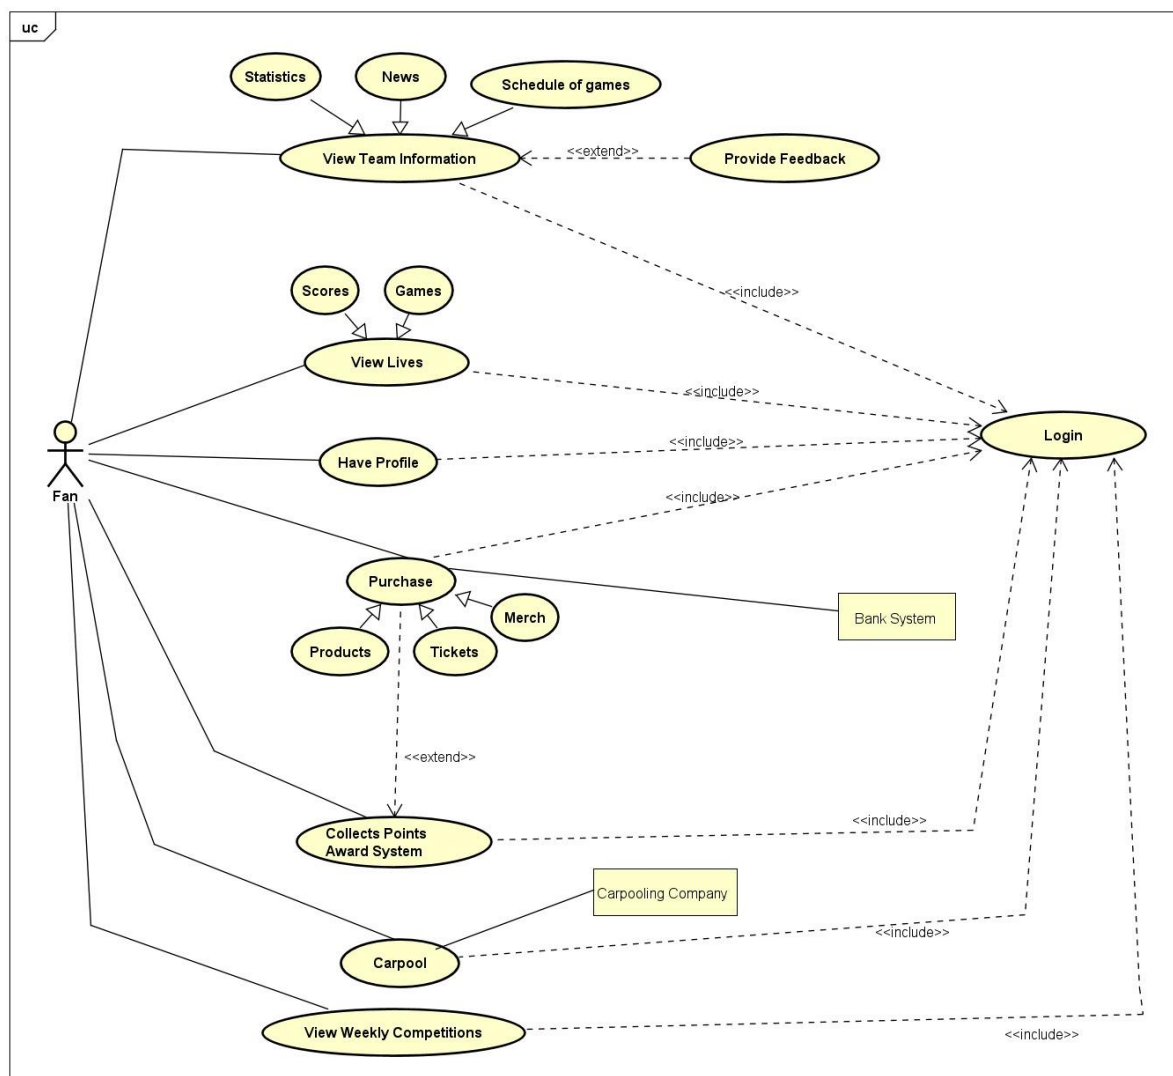 uc
Statistics
News
Schedule of games
View Team Information
<<extend>>
Provide Feedback
<<include>>
Scores
Games
View Lives
<<include>>
Login
Have Profile
<<include>>
Fan
<<include>>
Purchase
Merch
Bank System
Products
Tickets
<<extend>>
Collects Points
Award System
<<include>>
Carpooling Company
Carpool
<<include>>
View Weekly Competitions
<<include>>